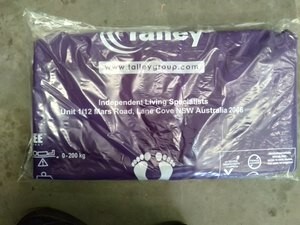 Talley
www.talleygroup.com
Independent Living Specialists
Unit 1/12 Mars Road, Lane Cove NSW Australia 2066
0-200 kg